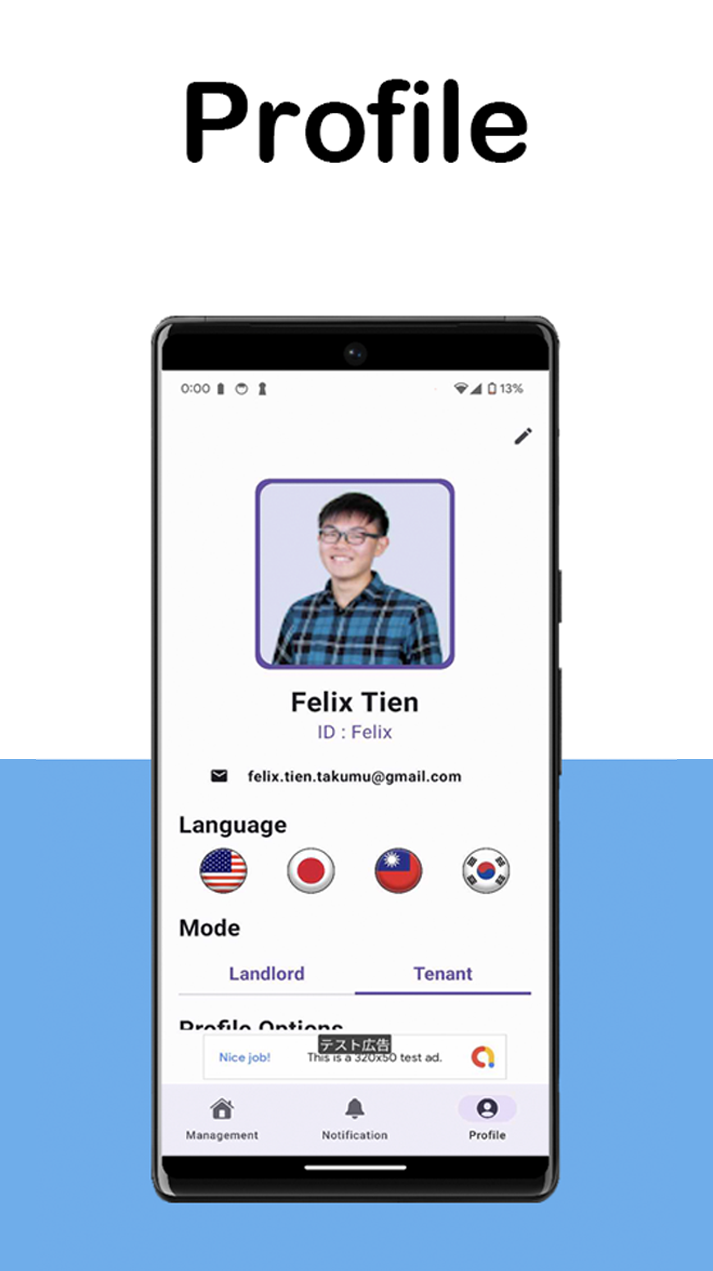 Profile
0:00
13%
Felix Tien
ID : Felix
felix.tien.takumu@gmail.com
Language
Mode
Landlord Tenant
Profile Options
テスト広告
Nice job! This is a 320x50 test ad.
Management Notification Profile